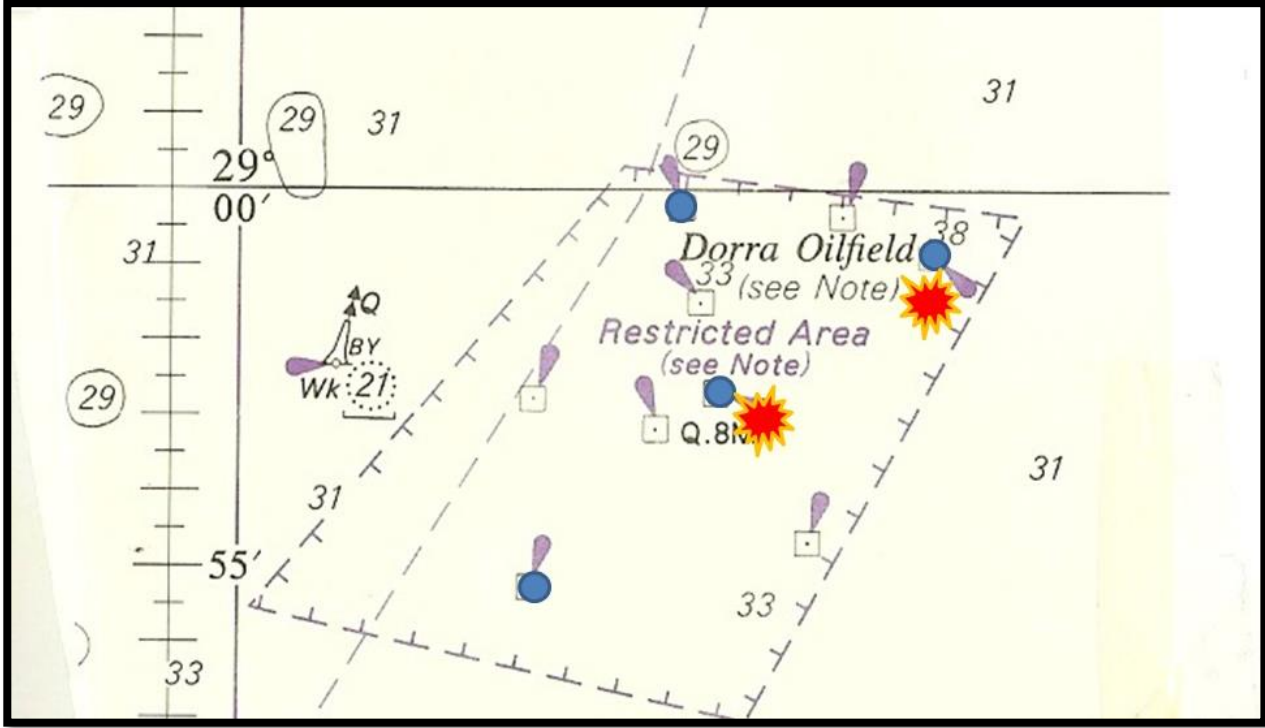 31
29
29
31
29
29°
00′
38
31
Dorra Oilfield
33 (see Note)
Q
Restricted Area
BY
(see Note)
Wk 21
29
Q.8M
31
31
55′
33
33